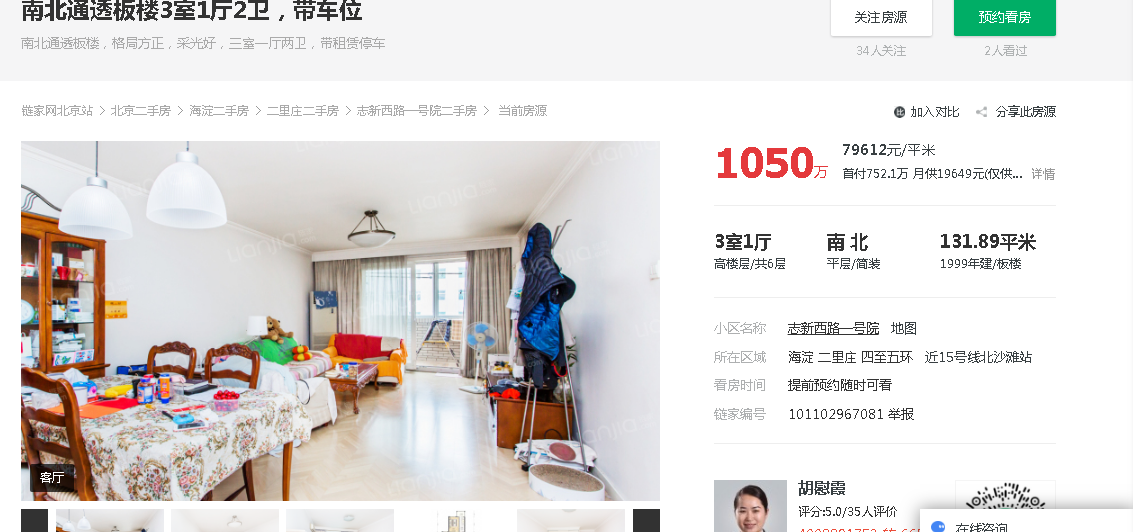 南北通透板楼3室1厅2卫，带车位
关注房源
预约看房
南北通透板楼，格局方正，采光好，三室一厅两卫，带租赁停车
34人关注
2人看过
链家网北京站 > 北京二手房 > 海淀二手房 > 二里庄二手房 > 志新西路一号院二手房 > 当前房源
加入对比
分享此房源
1050万
79612元/平米
首付752.1万 月供19649元(仅供... 详情
3室1厅
南 北
131.89平米
高楼层/共6层
平层/简装
1999年建/板楼
小区名称 志新西路一号院 地图
所在区域 海淀 二里庄 四至五环 近15号线北沙滩站
看房时间 提前预约随时可看
链家编号 101102967081 举报
客厅
胡慰霞
评分:5.0/35人评价
在线咨询
lianjia